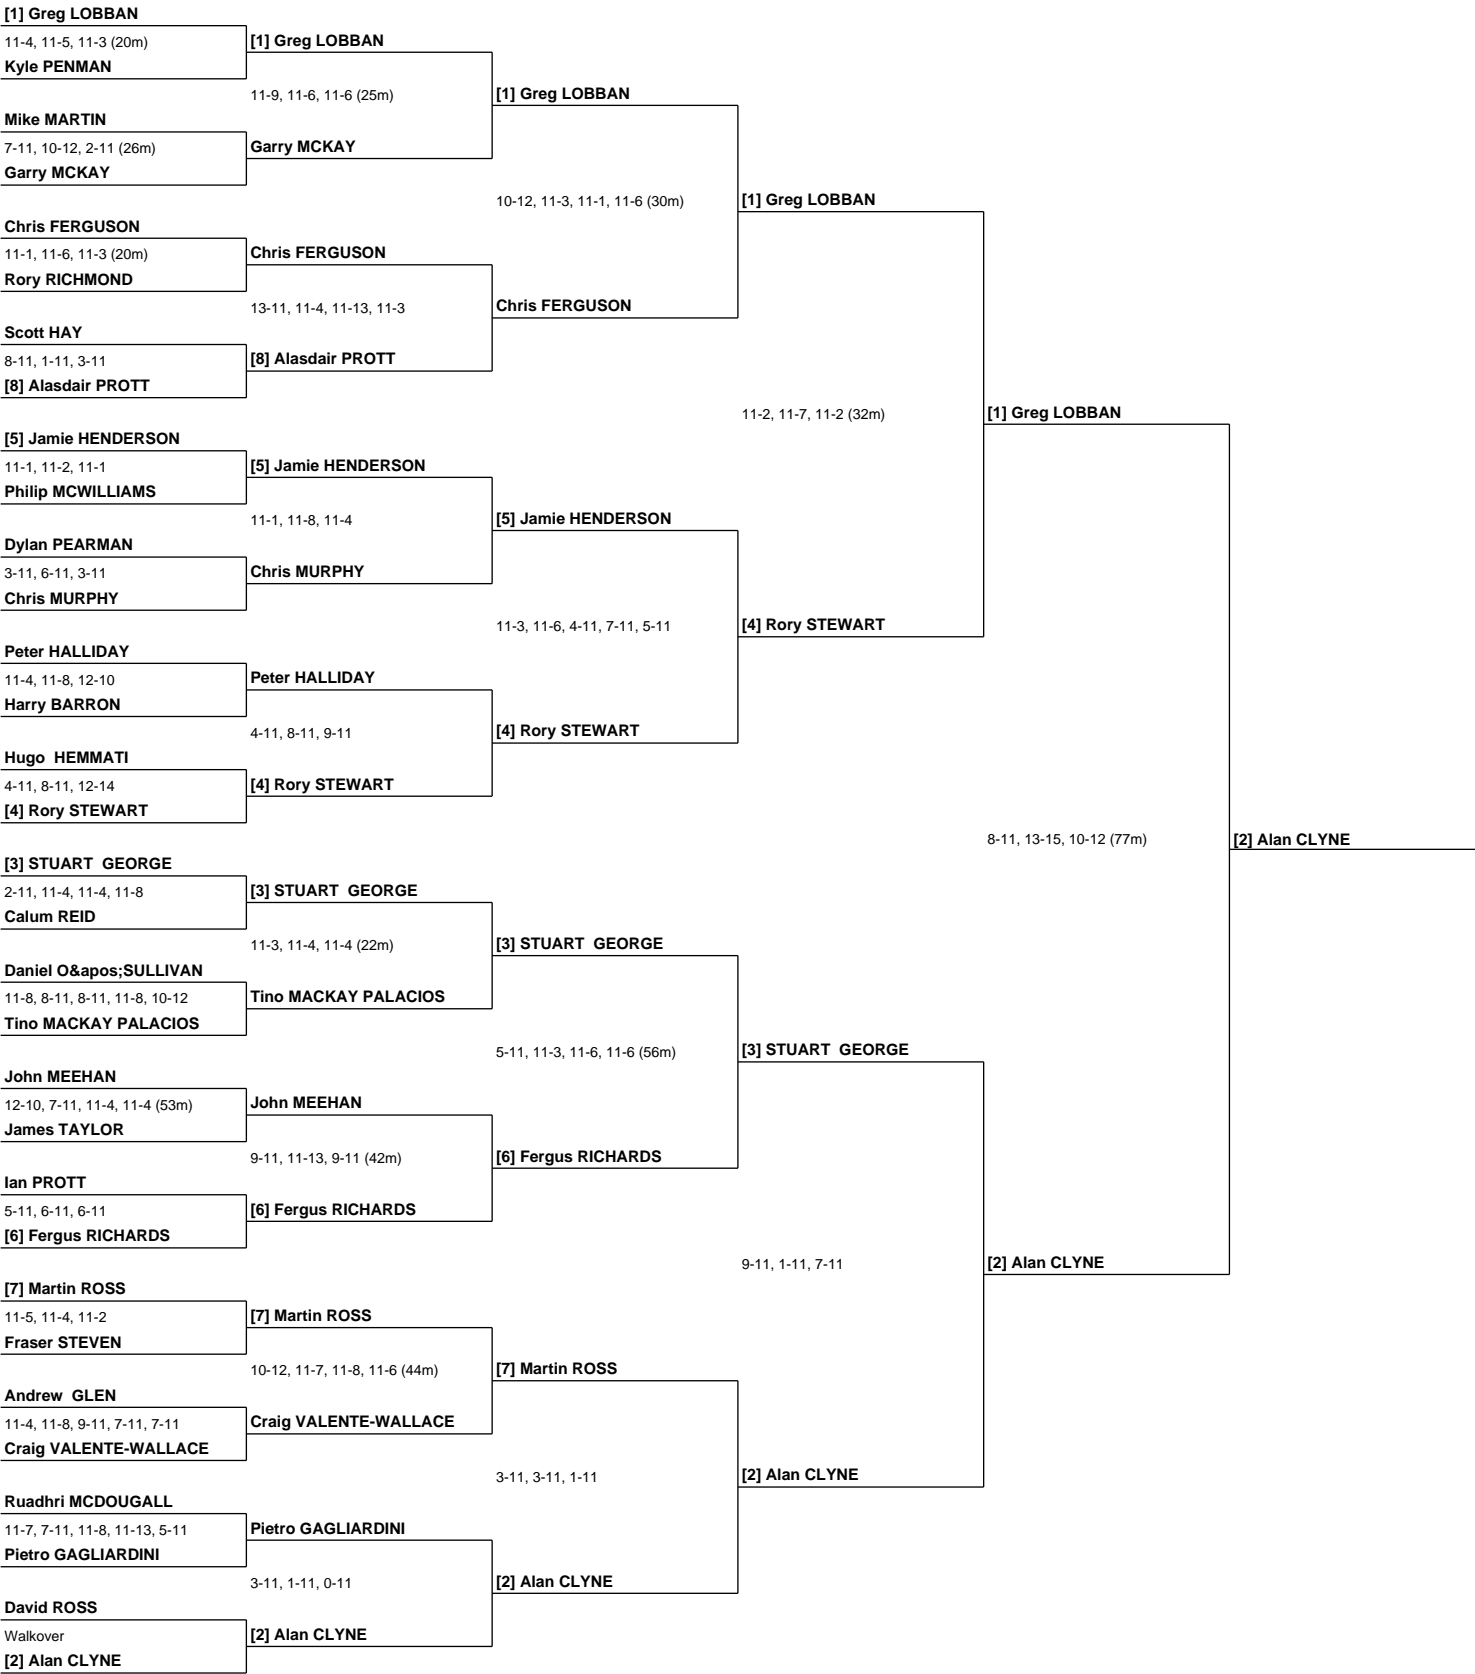 [1] Greg LOBBAN
11-4, 11-5, 11-3 (20m)
Kyle PENMAN
Mike MARTIN
7-11, 10-12, 2-11 (26m)
Garry MCKAY
Chris FERGUSON
11-1, 11-6, 11-3 (20m)
Rory RICHMOND
Scott HAY
8-11, 1-11, 3-11
[8] Alasdair PROTT
[5] Jamie HENDERSON
11-1, 11-2, 11-1
Philip MCWILLIAMS
Dylan PEARMAN
3-11, 6-11, 3-11
Chris MURPHY
Peter HALLIDAY
11-4, 11-8, 12-10
Harry BARRON
Hugo  HEMMATI
4-11, 8-11, 12-14
[4] Rory STEWART
[3] STUART  GEORGE
2-11, 11-4, 11-4, 11-8
Calum REID
Daniel O&apos;SULLIVAN
11-8, 8-11, 8-11, 11-8, 10-12
Tino MACKAY PALACIOS
John MEEHAN
12-10, 7-11, 11-4, 11-4 (53m)
James TAYLOR
Ian PROTT
5-11, 6-11, 6-11
[6] Fergus RICHARDS
[7] Martin ROSS
11-5, 11-4, 11-2
Fraser STEVEN
Andrew  GLEN
11-4, 11-8, 9-11, 7-11, 7-11
Craig VALENTE-WALLACE
Ruadhri MCDOUGALL
11-7, 7-11, 11-8, 11-13, 5-11
Pietro GAGLIARDINI
David ROSS
Walkover
[2] Alan CLYNE
[1] Greg LOBBAN
11-9, 11-6, 11-6 (25m)
Garry MCKAY
Chris FERGUSON
13-11, 11-4, 11-13, 11-3
[8] Alasdair PROTT
[5] Jamie HENDERSON
11-1, 11-8, 11-4
Chris MURPHY
Peter HALLIDAY
4-11, 8-11, 9-11
[4] Rory STEWART
[3] STUART  GEORGE
11-3, 11-4, 11-4 (22m)
Tino MACKAY PALACIOS
John MEEHAN
9-11, 11-13, 9-11 (42m)
[6] Fergus RICHARDS
[7] Martin ROSS
10-12, 11-7, 11-8, 11-6 (44m)
Craig VALENTE-WALLACE
Pietro GAGLIARDINI
3-11, 1-11, 0-11
[2] Alan CLYNE
[1] Greg LOBBAN
10-12, 11-3, 11-1, 11-6 (30m)
Chris FERGUSON
[5] Jamie HENDERSON
11-3, 11-6, 4-11, 7-11, 5-11
[4] Rory STEWART
[3] STUART  GEORGE
5-11, 11-3, 11-6, 11-6 (56m)
[6] Fergus RICHARDS
[7] Martin ROSS
3-11, 3-11, 1-11
[2] Alan CLYNE
[1] Greg LOBBAN
11-2, 11-7, 11-2 (32m)
[4] Rory STEWART
[3] STUART  GEORGE
9-11, 1-11, 7-11
[2] Alan CLYNE
[1] Greg LOBBAN
8-11, 13-15, 10-12 (77m)
[2] Alan CLYNE
[2] Alan CLYNE